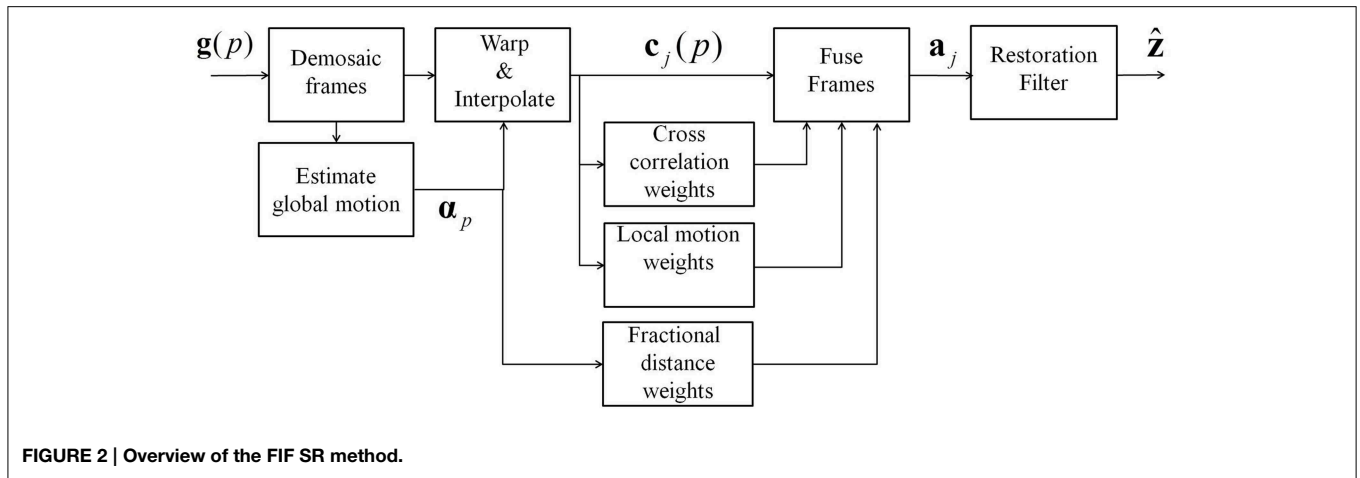 g(p)
Demosaic
frames
Warp
&
Interpolate
c_j(p)
Fuse
Frames
a_j
Restoration
Filter
ẑ
Estimate
global motion
α_p
Cross
correlation
weights
Local motion
weights
Fractional
distance
weights
FIGURE 2 | Overview of the FIF SR method.